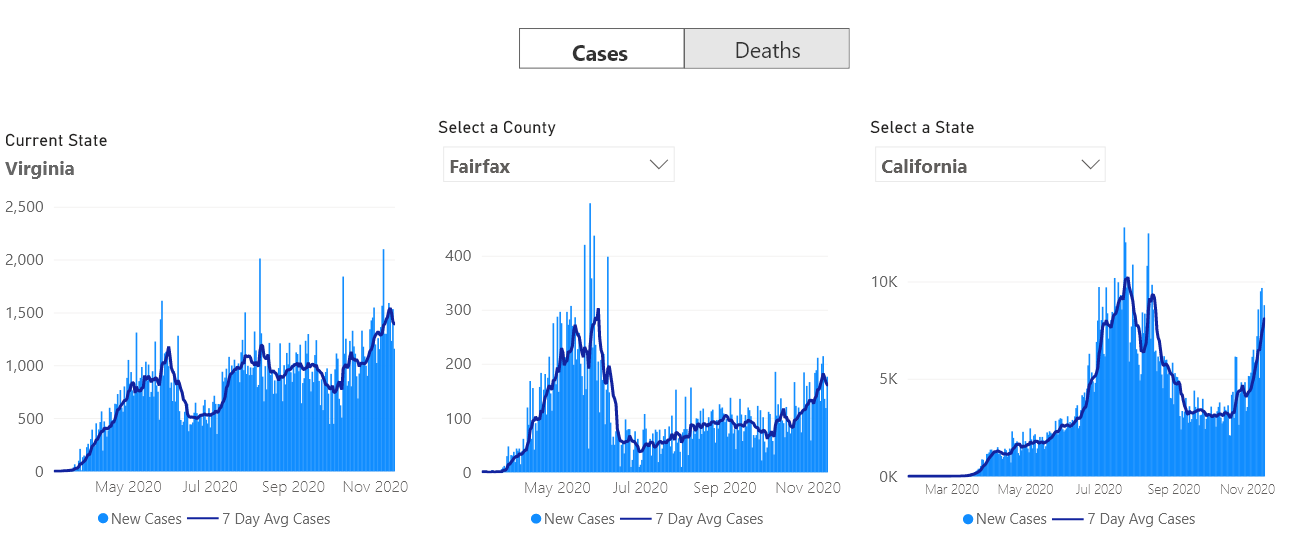 Cases Deaths
Current State
Virginia
2,500
2,000
1,500
1,000
500
0
May 2020 Jul 2020 Sep 2020 Nov 2020
New Cases 7 Day Avg Cases
Select a County
Fairfax
400
300
200
100
0
May 2020 Jul 2020 Sep 2020 Nov 2020
New Cases 7 Day Avg Cases
Select a State
California
10K
5K
0K
Mar 2020 May 2020 Jul 2020 Sep 2020 Nov 2020
New Cases 7 Day Avg Cases